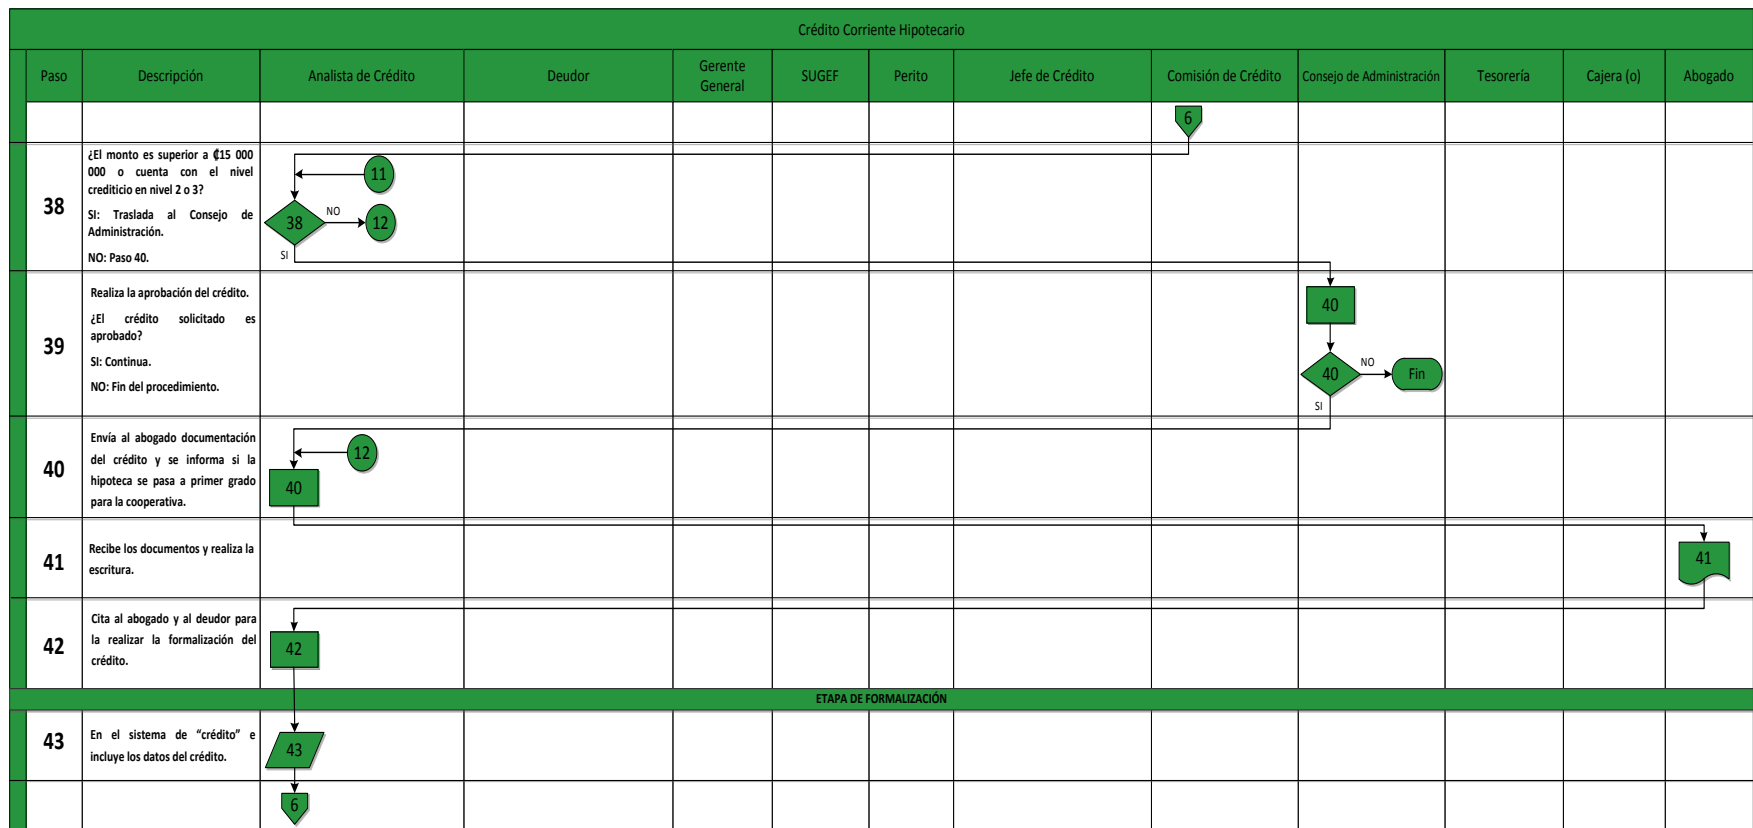 Crédito Corriente Hipotecario
Paso
Descripción
Analista de Crédito
Deudor
Gerente
General
SUGEF
Perito
Jefe de Crédito
Comisión de Crédito
Consejo de Administración
Tesorería
Cajera (o)
Abogado
6
38
¿El monto es superior a ₡15 000
000 o cuenta con el nivel
crediticio en nivel 2 o 3?
SI: Traslada al Consejo de
Administración.
NO: Paso 40.
11
38
NO
12
SI
39
Realiza la aprobación del crédito.
¿El crédito solicitado es
aprobado?
SI: Continua.
NO: Fin del procedimiento.
40
40
NO
Fin
SI
40
Envía al abogado documentación
del crédito y se informa si la
hipoteca se pasa a primer grado
para la cooperativa.
12
40
41
Recibe los documentos y realiza la
escritura.
41
42
Cita al abogado y al deudor para
la realizar la formalización del
crédito.
42
ETAPA DE FORMALIZACIÓN
43
En el sistema de “crédito” e
incluye los datos del crédito.
43
6